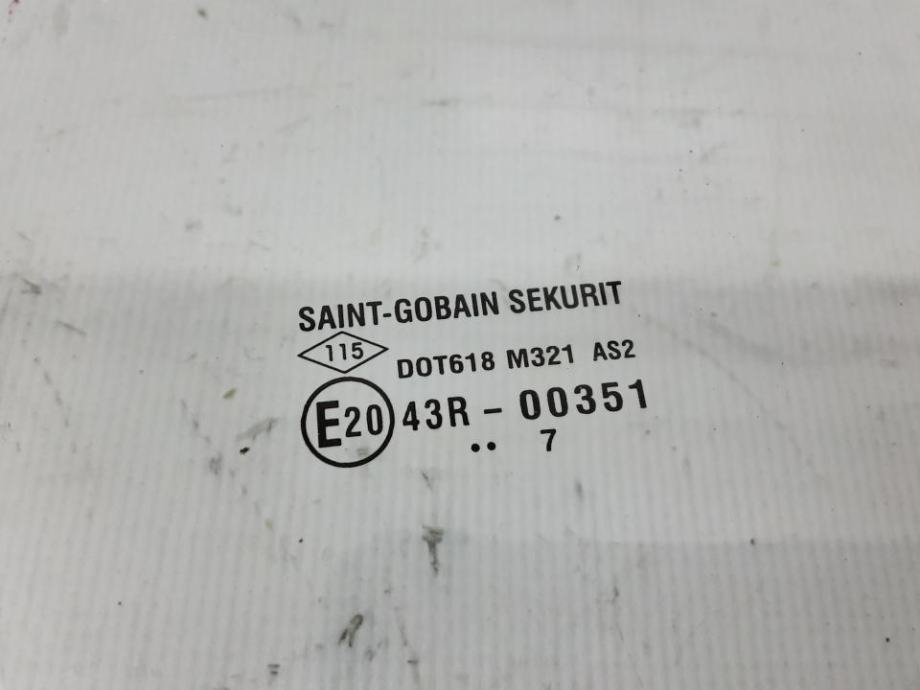 SAINT-GOBAIN SEKURIT
115 DOT618 M321 AS2
E20 43R - 00351
•• 7